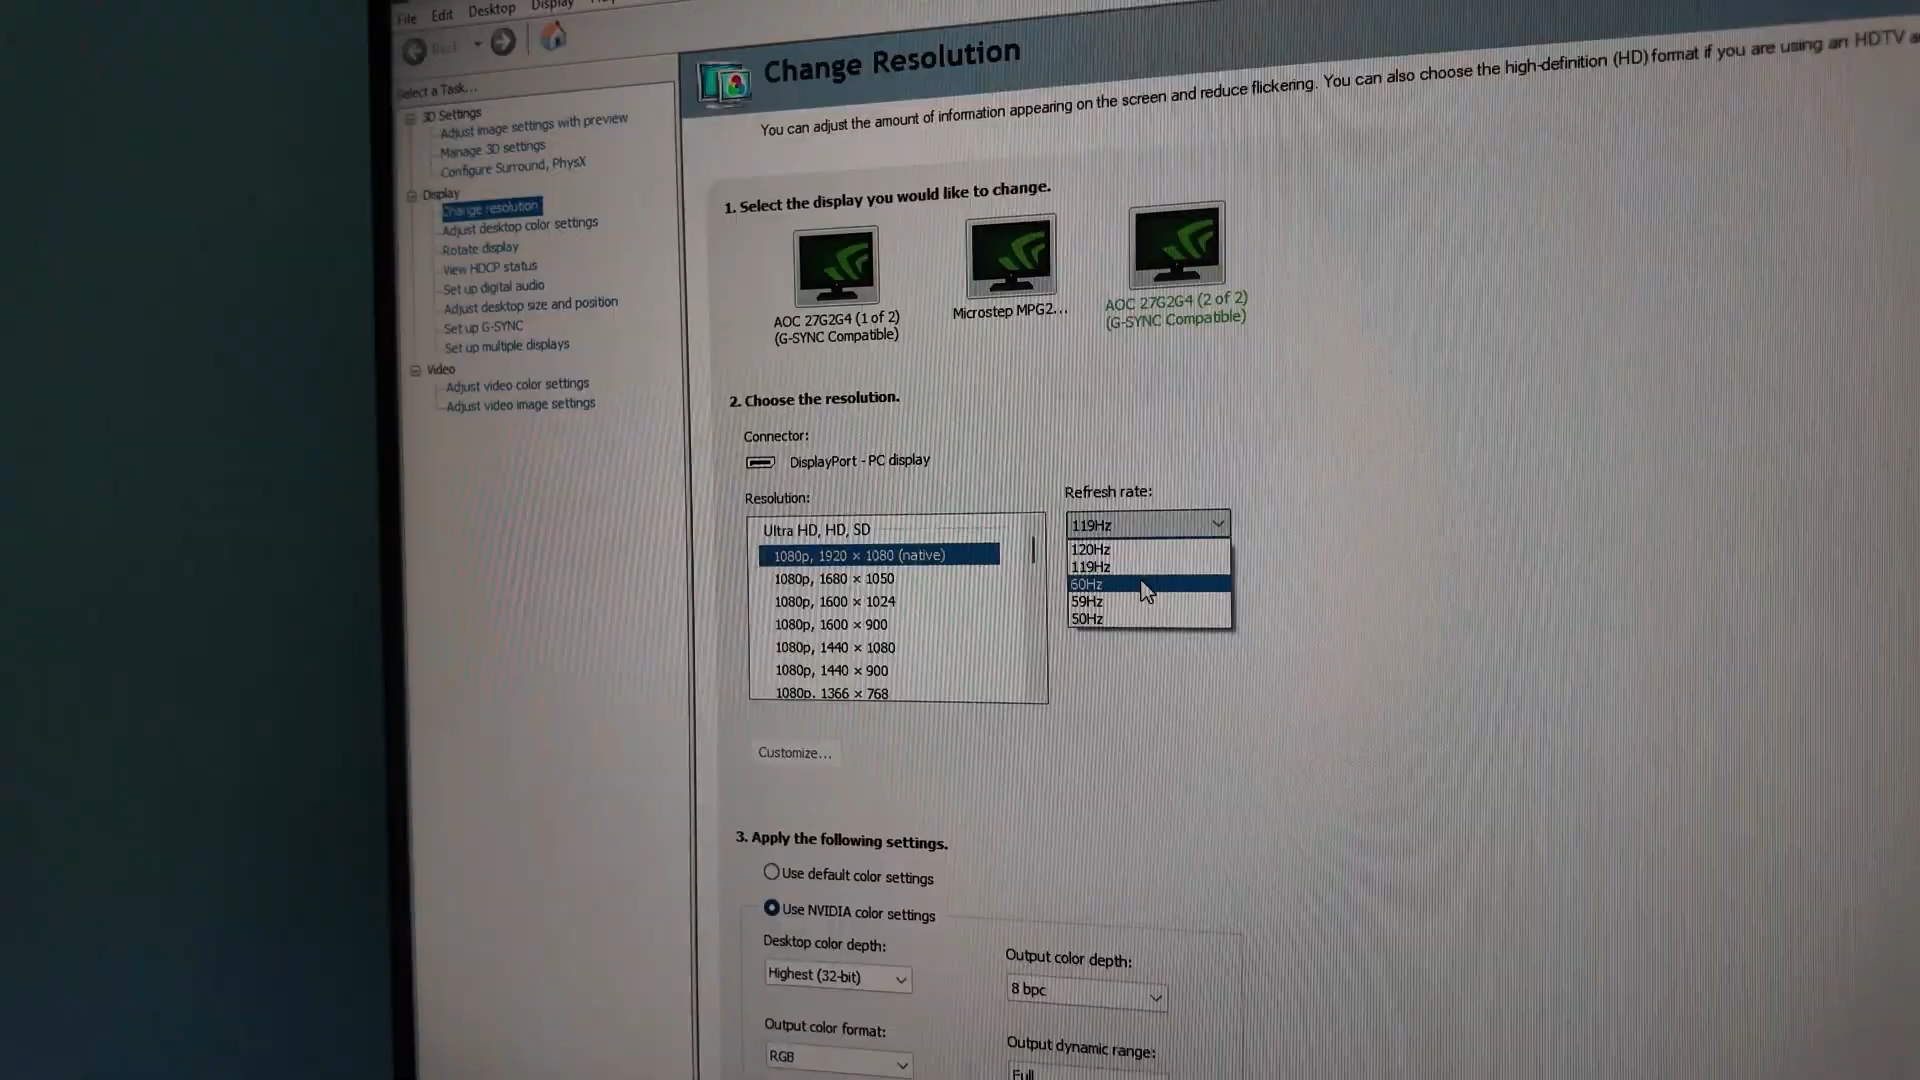 File Edit Desktop Display
Back
Select a Task...
3D Settings
Adjust image settings with preview
Manage 3D settings
Configure Surround, PhysX
Display
Change resolution
Adjust desktop color settings
Rotate display
View HDCP status
Set up digital audio
Adjust desktop size and position
Set up G-SYNC
Set up multiple displays
Video
Adjust video color settings
Adjust video image settings
Change Resolution
You can adjust the amount of information appearing on the screen and reduce flickering. You can also choose the high-definition (HD) format if you are using an HDTV
1. Select the display you would like to change.
AOC 27G2G4 (1 of 2)
(G-SYNC Compatible)
Microstep MPG2...
AOC 27G2G4 (2 of 2)
(G-SYNC Compatible)
2. Choose the resolution.
Connector:
DisplayPort - PC display
Resolution:
Ultra HD, HD, SD
1080p, 1920 × 1080 (native)
1080p, 1680 × 1050
1080p, 1600 × 1024
1080p, 1600 × 900
1080p, 1440 × 1080
1080p, 1440 × 900
1080p, 1366 × 768
Refresh rate:
119Hz
120Hz
119Hz
60Hz
59Hz
50Hz
Customize...
3. Apply the following settings.
Use default color settings
Use NVIDIA color settings
Desktop color depth:
Highest (32-bit)
Output color depth:
8 bpc
Output color format:
RGB
Output dynamic range:
Full